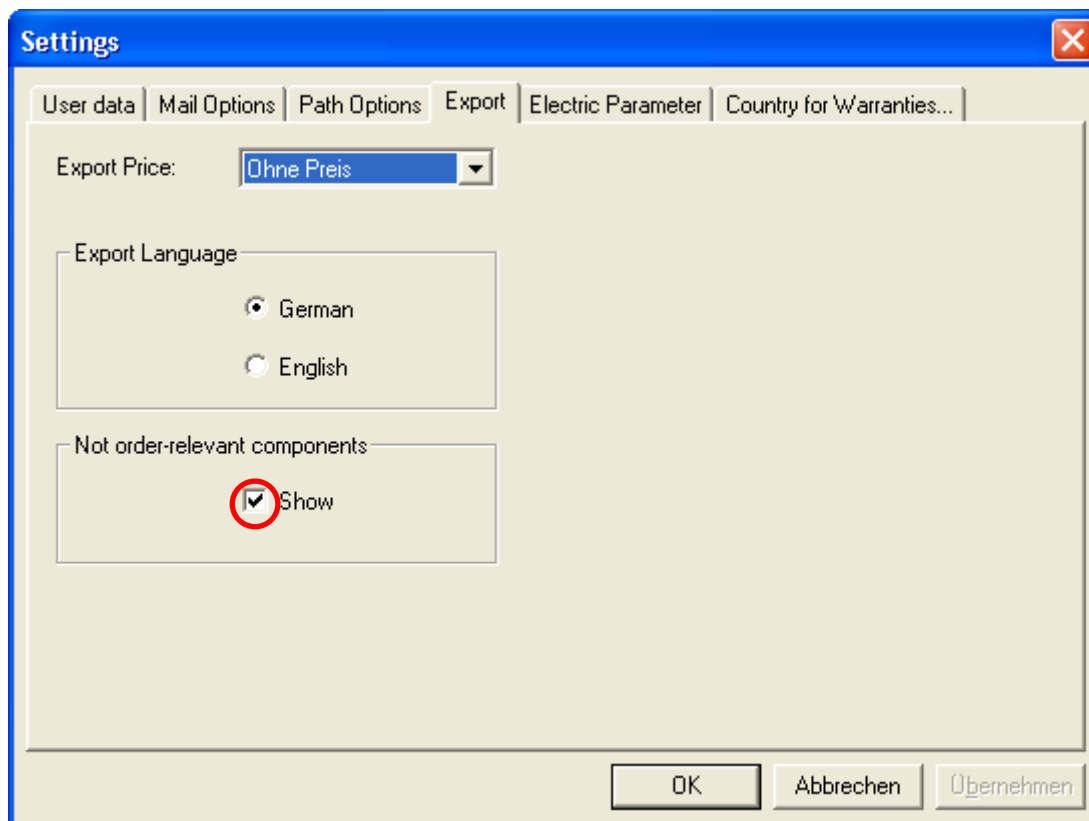 Settings
User data Mail Options Path Options Export Electric Parameter Country for Warranties...
Export Price: Ohne Preis
Export Language
German
English
Not order-relevant components
Show
OK Abbrechen Übernehmen